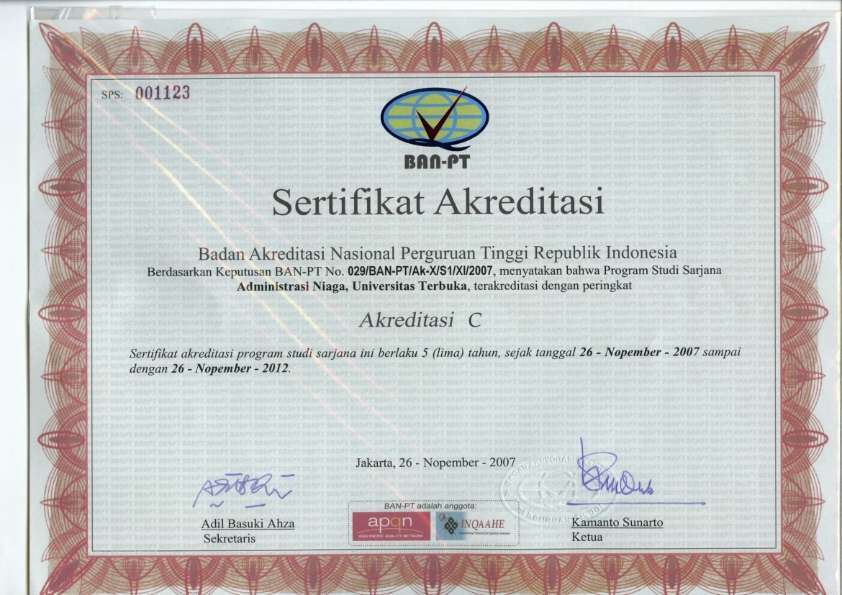 SPS: 001123
BAN-PT
Sertifikat Akreditasi
Badan Akreditasi Nasional Perguruan Tinggi Republik Indonesia
Berdasarkan Keputusan BAN-PT No. 029/BAN-PT/Ak-X/S1/XI/2007, menyatakan bahwa Program Studi Sarjana
Administrasi Niaga, Universitas Terbuka, terakreditasi dengan peringkat
Akreditasi C
Sertifikat akreditasi program studi sarjana ini berlaku 5 (lima) tahun, sejak tanggal 26 - Nopember - 2007 sampai
dengan 26 - Nopember - 2012.
Jakarta, 26 - Nopember - 2007
BAN-PT adalah anggota:
apqn
INQAAHE
Adil Basuki Ahza
Sekretaris
Kamanto Sunarto
Ketua